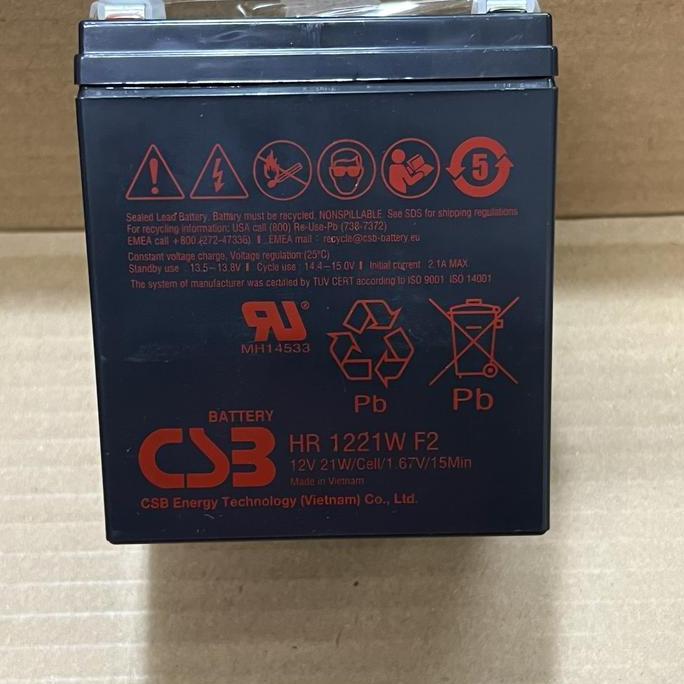 5
Sealed Lead Battery. Battery must be recycled. NONSPILLABLE. See SDS for shipping regulations
For recycling information: USA call (800) Re-Use-Pb (738-7372)
EMEA call +800 (272-47336). EMEA mail : recycle@csb-battery.eu
Constant voltage charge, Voltage regulation (25°C)
Standby use : 13.5-13.8V Cycle use : 14.4-15.0V Initial current : 2.1A MAX
The system of manufacturer was certified by TUV CERT according to ISO 9001 ISO 14001
RU®
MH14533
Pb
Pb
BATTERY
CSB
HR 1221W F2
12V 21W/Cell/1.67V/15Min
Made in Vietnam
CSB Energy Technology (Vietnam) Co., Ltd.